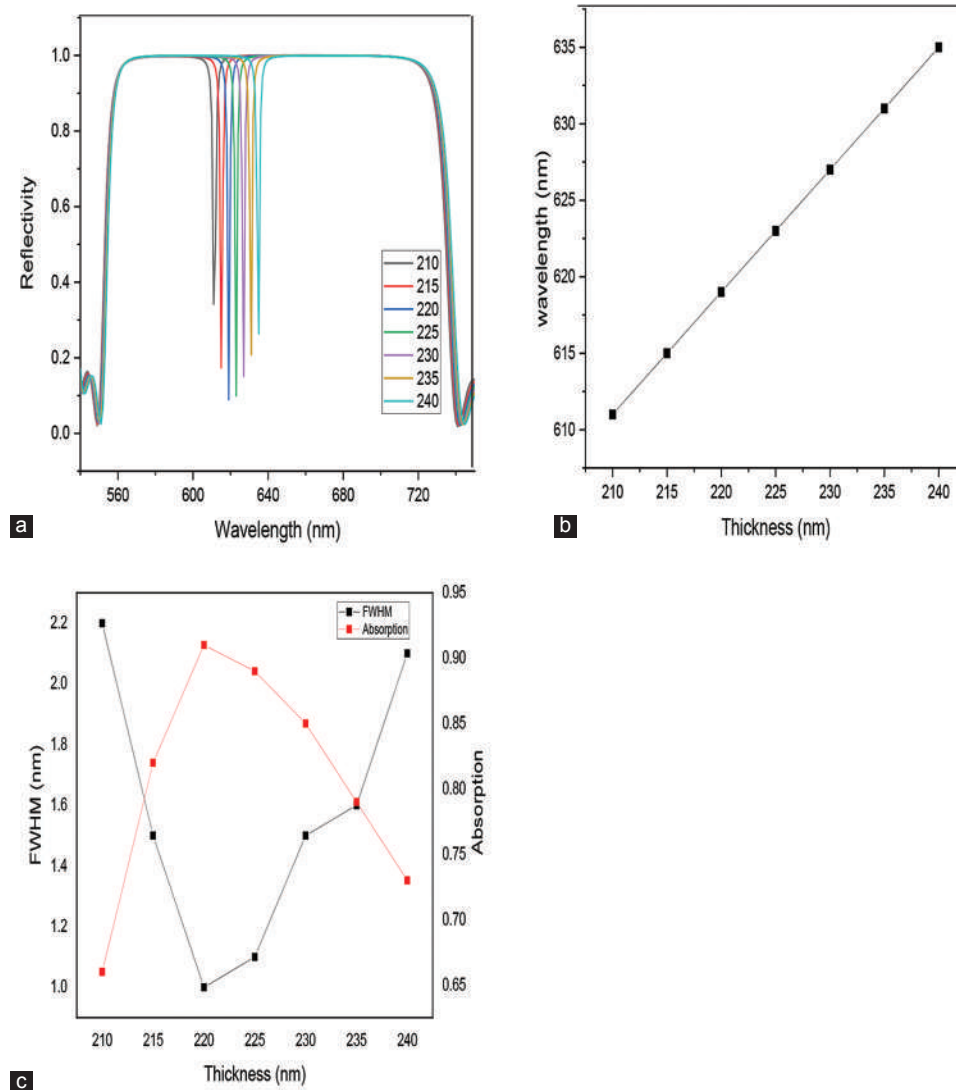 1.0
0.8
0.6
0.4
0.2
0.0
Reflectivity
210
215
220
225
230
235
240
560 600 640 680 720
Wavelength (nm)
a
635
630
625
620
615
610
wavelength (nm)
210 215 220 225 230 235 240
Thickness (nm)
b
2.2
2.0
1.8
1.6
1.4
1.2
1.0
FWHM (nm)
FWHM
Absorption
0.95
0.90
0.85
0.80
0.75
0.70
0.65
Absorption
210 215 220 225 230 235 240
Thickness (nm)
c